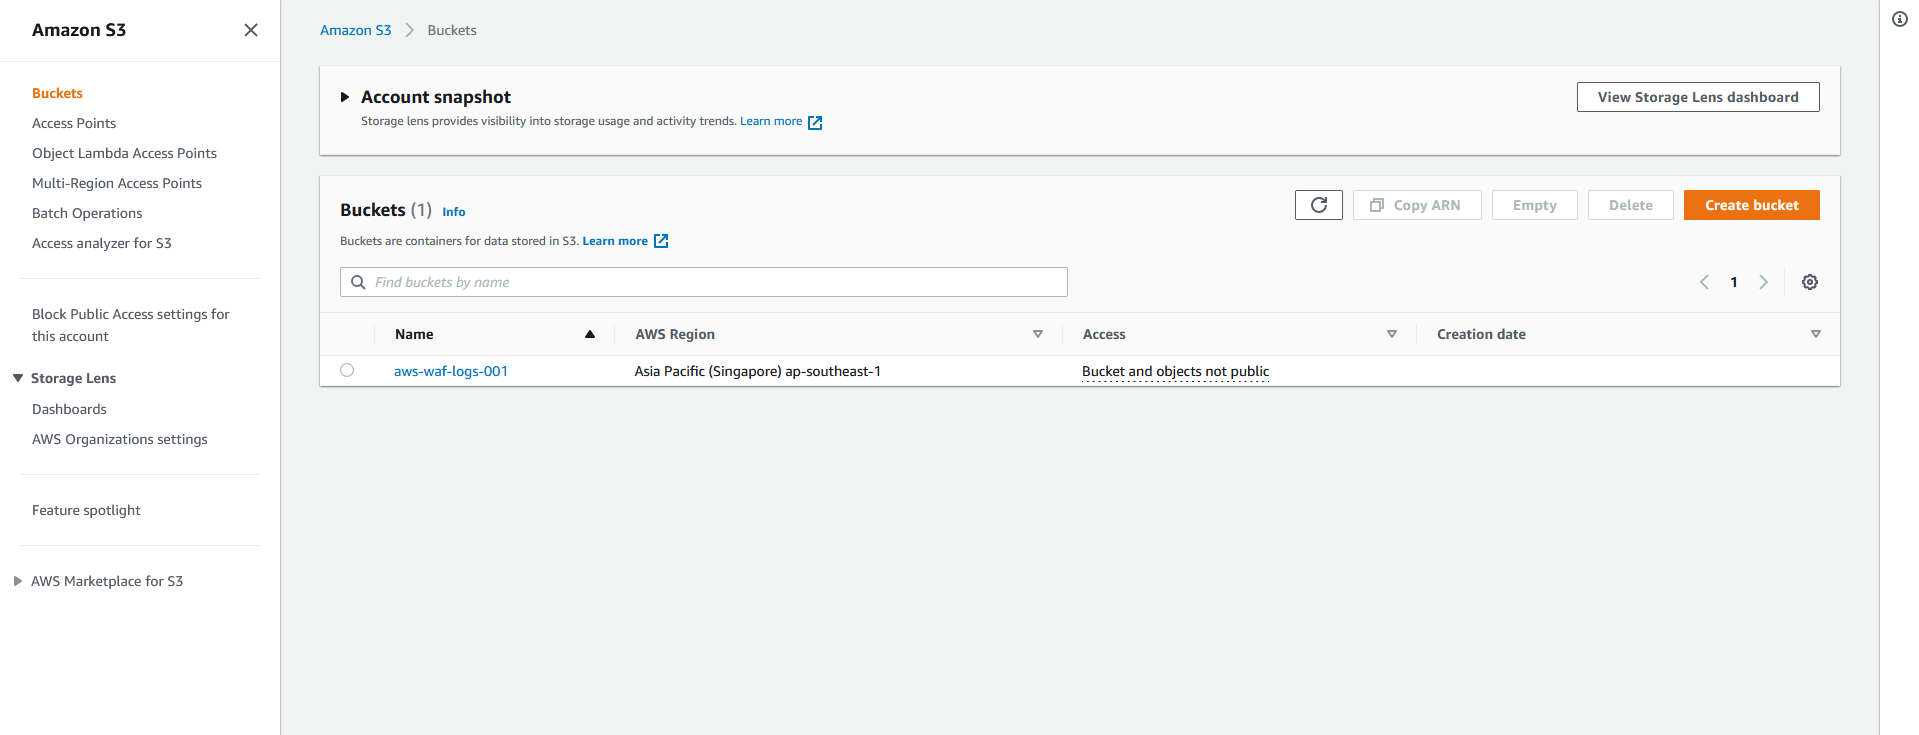 Amazon S3
Buckets
Access Points
Object Lambda Access Points
Multi-Region Access Points
Batch Operations
Access analyzer for S3
Block Public Access settings for
this account
Storage Lens
Dashboards
AWS Organizations settings
Feature spotlight
AWS Marketplace for S3
Amazon S3 Buckets
Account snapshot
View Storage Lens dashboard
Storage lens provides visibility into storage usage and activity trends. Learn more
Buckets (1) Info
Copy ARN Empty Delete Create bucket
Buckets are containers for data stored in S3. Learn more
Find buckets by name
1
Name AWS Region Access Creation date
aws-waf-logs-001 Asia Pacific (Singapore) ap-southeast-1 Bucket and objects not public